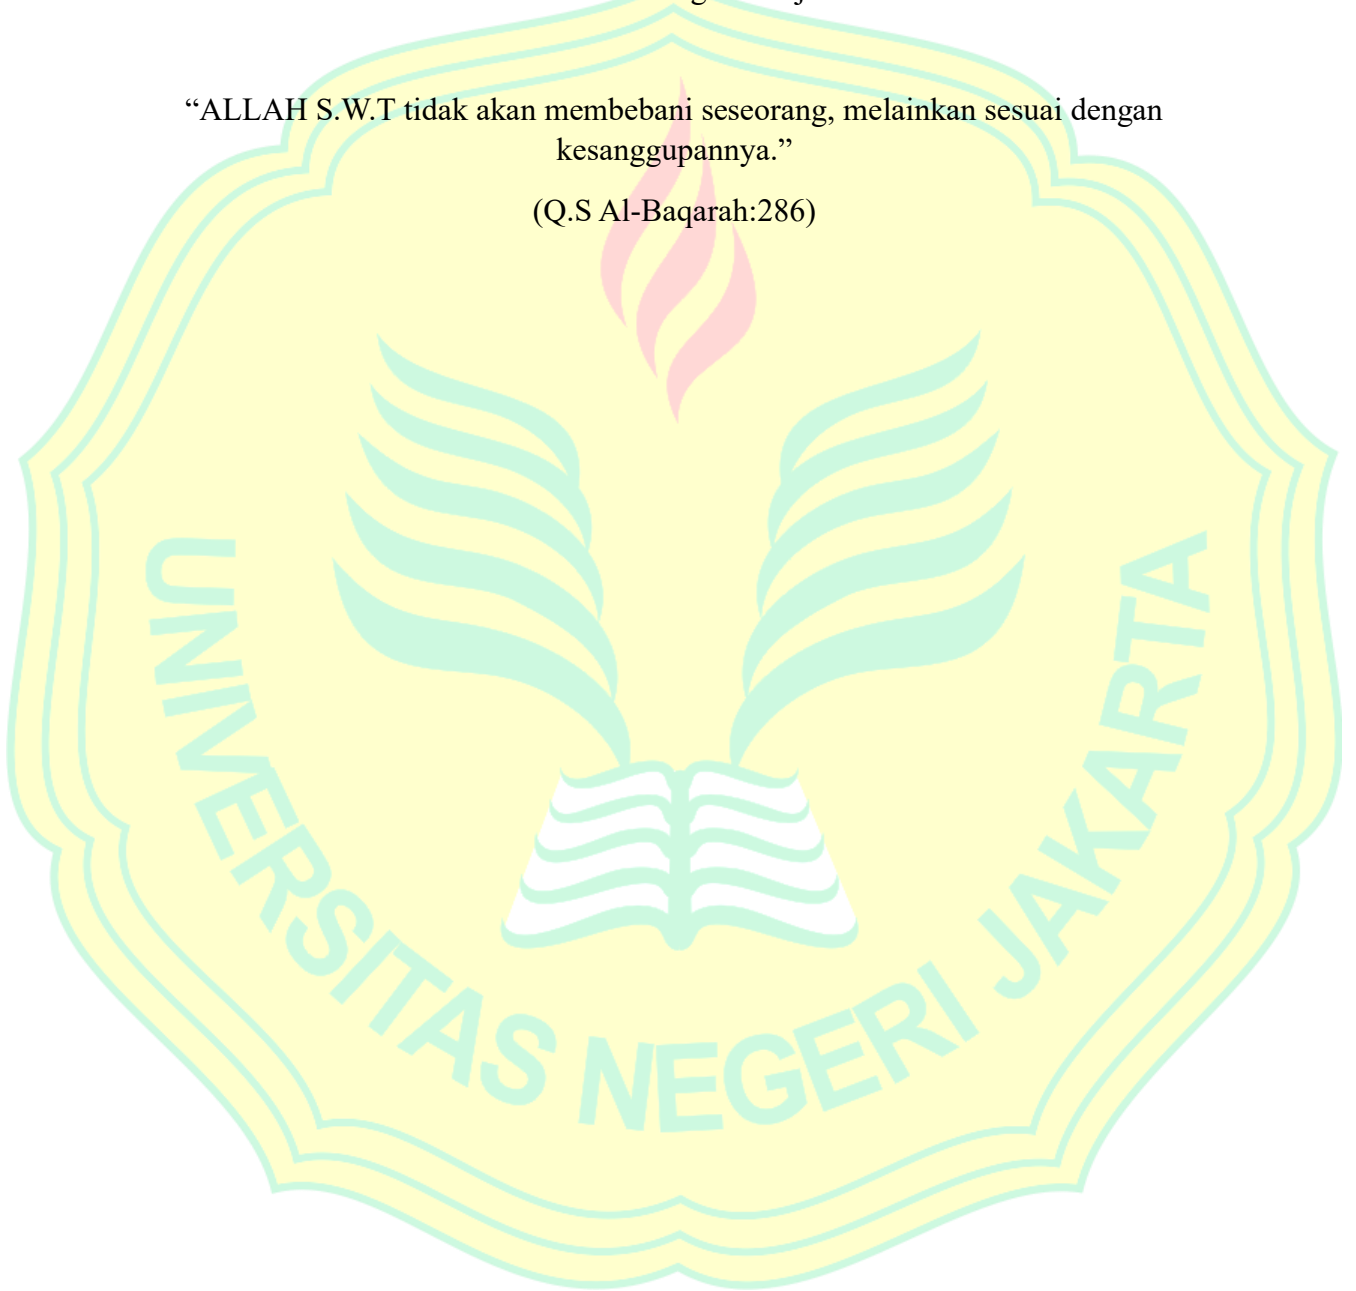 “ALLAH S.W.T tidak akan membebani seseorang, melainkan sesuai dengan
kesanggupannya.”
(Q.S Al-Baqarah:286)
UNIVERSITAS NEGERI JAKARTA